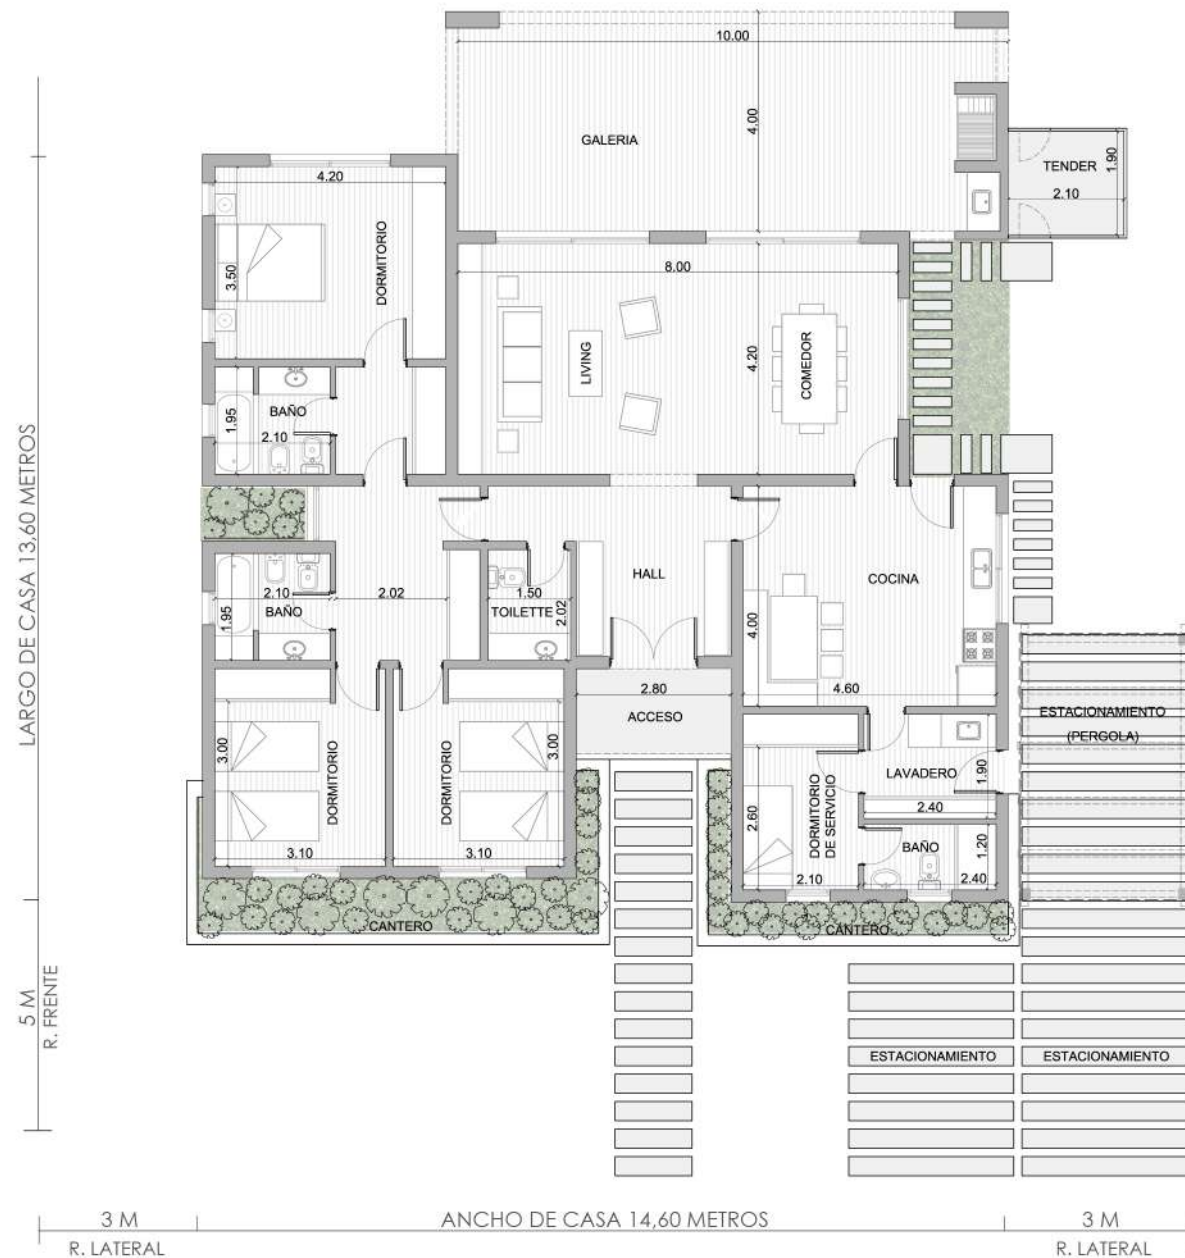 10.00
GALERIA
4.00
TENDER
1.90
2.10
4.20
DORMITORIO
3.50
8.00
4.20
LIVING
COMEDOR
BAÑO
1.95
2.10
HALL
COCINA
2.10
BAÑO
1.95
2.02
1.50
TOILETTE
2.02
4.00
4.60
2.80
ACCESO
ESTACIONAMIENTO
(PERGOLA)
3.00
DORMITORIO
3.10
DORMITORIO
3.00
3.10
LAVADERO
1.90
2.40
DORMITORIO
DE SERVICIO
2.60
2.10
BAÑO
1.20
2.40
CANTERO
CANTERO
ESTACIONAMIENTO
ESTACIONAMIENTO
LARGO DE CASA 13,60 METROS
5 M
R. FRENTE
3 M
R. LATERAL
ANCHO DE CASA 14,60 METROS
3 M
R. LATERAL